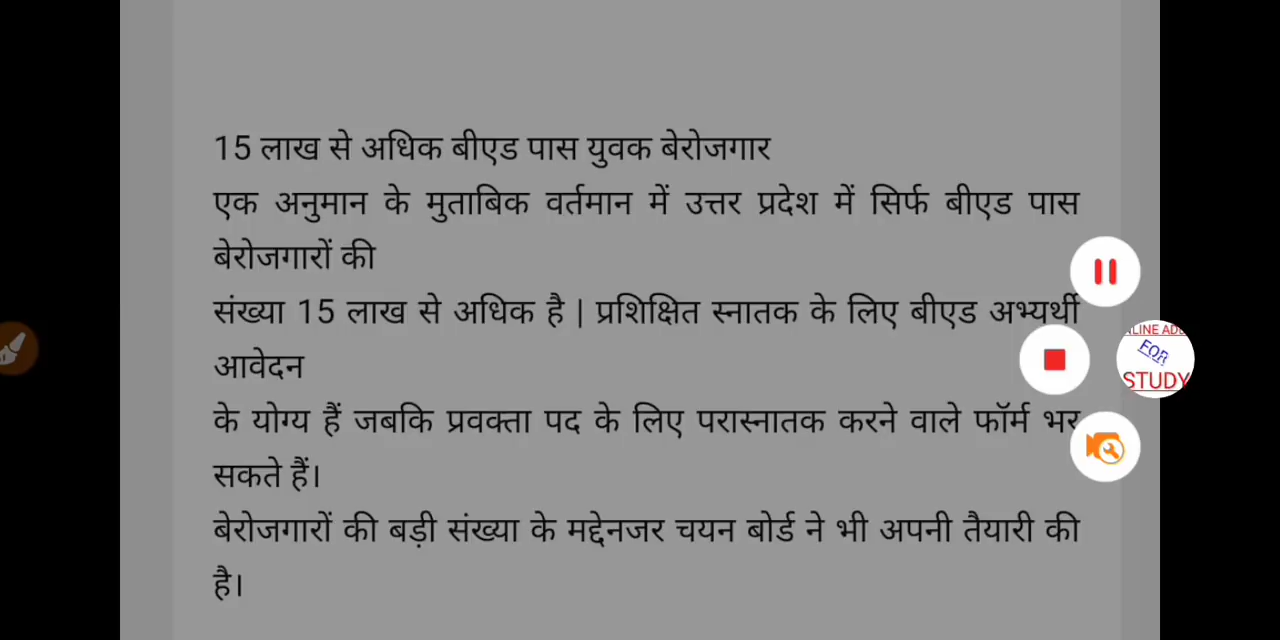 15 लाख से अधिक बीएड पास युवक बेरोजगार
एक अनुमान के मुताबिक वर्तमान में उत्तर प्रदेश में सिर्फ बीएड पास
बेरोजगारों की
संख्या 15 लाख से अधिक है | प्रशिक्षित स्नातक के लिए बीएड अभ्यर्थी
आवेदन
के योग्य हैं जबकि प्रवक्ता पद के लिए परास्नातक करने वाले फॉर्म भर
सकते हैं।
बेरोजगारों की बड़ी संख्या के मद्देनजर चयन बोर्ड ने भी अपनी तैयारी की
है।
FOR
STUDY